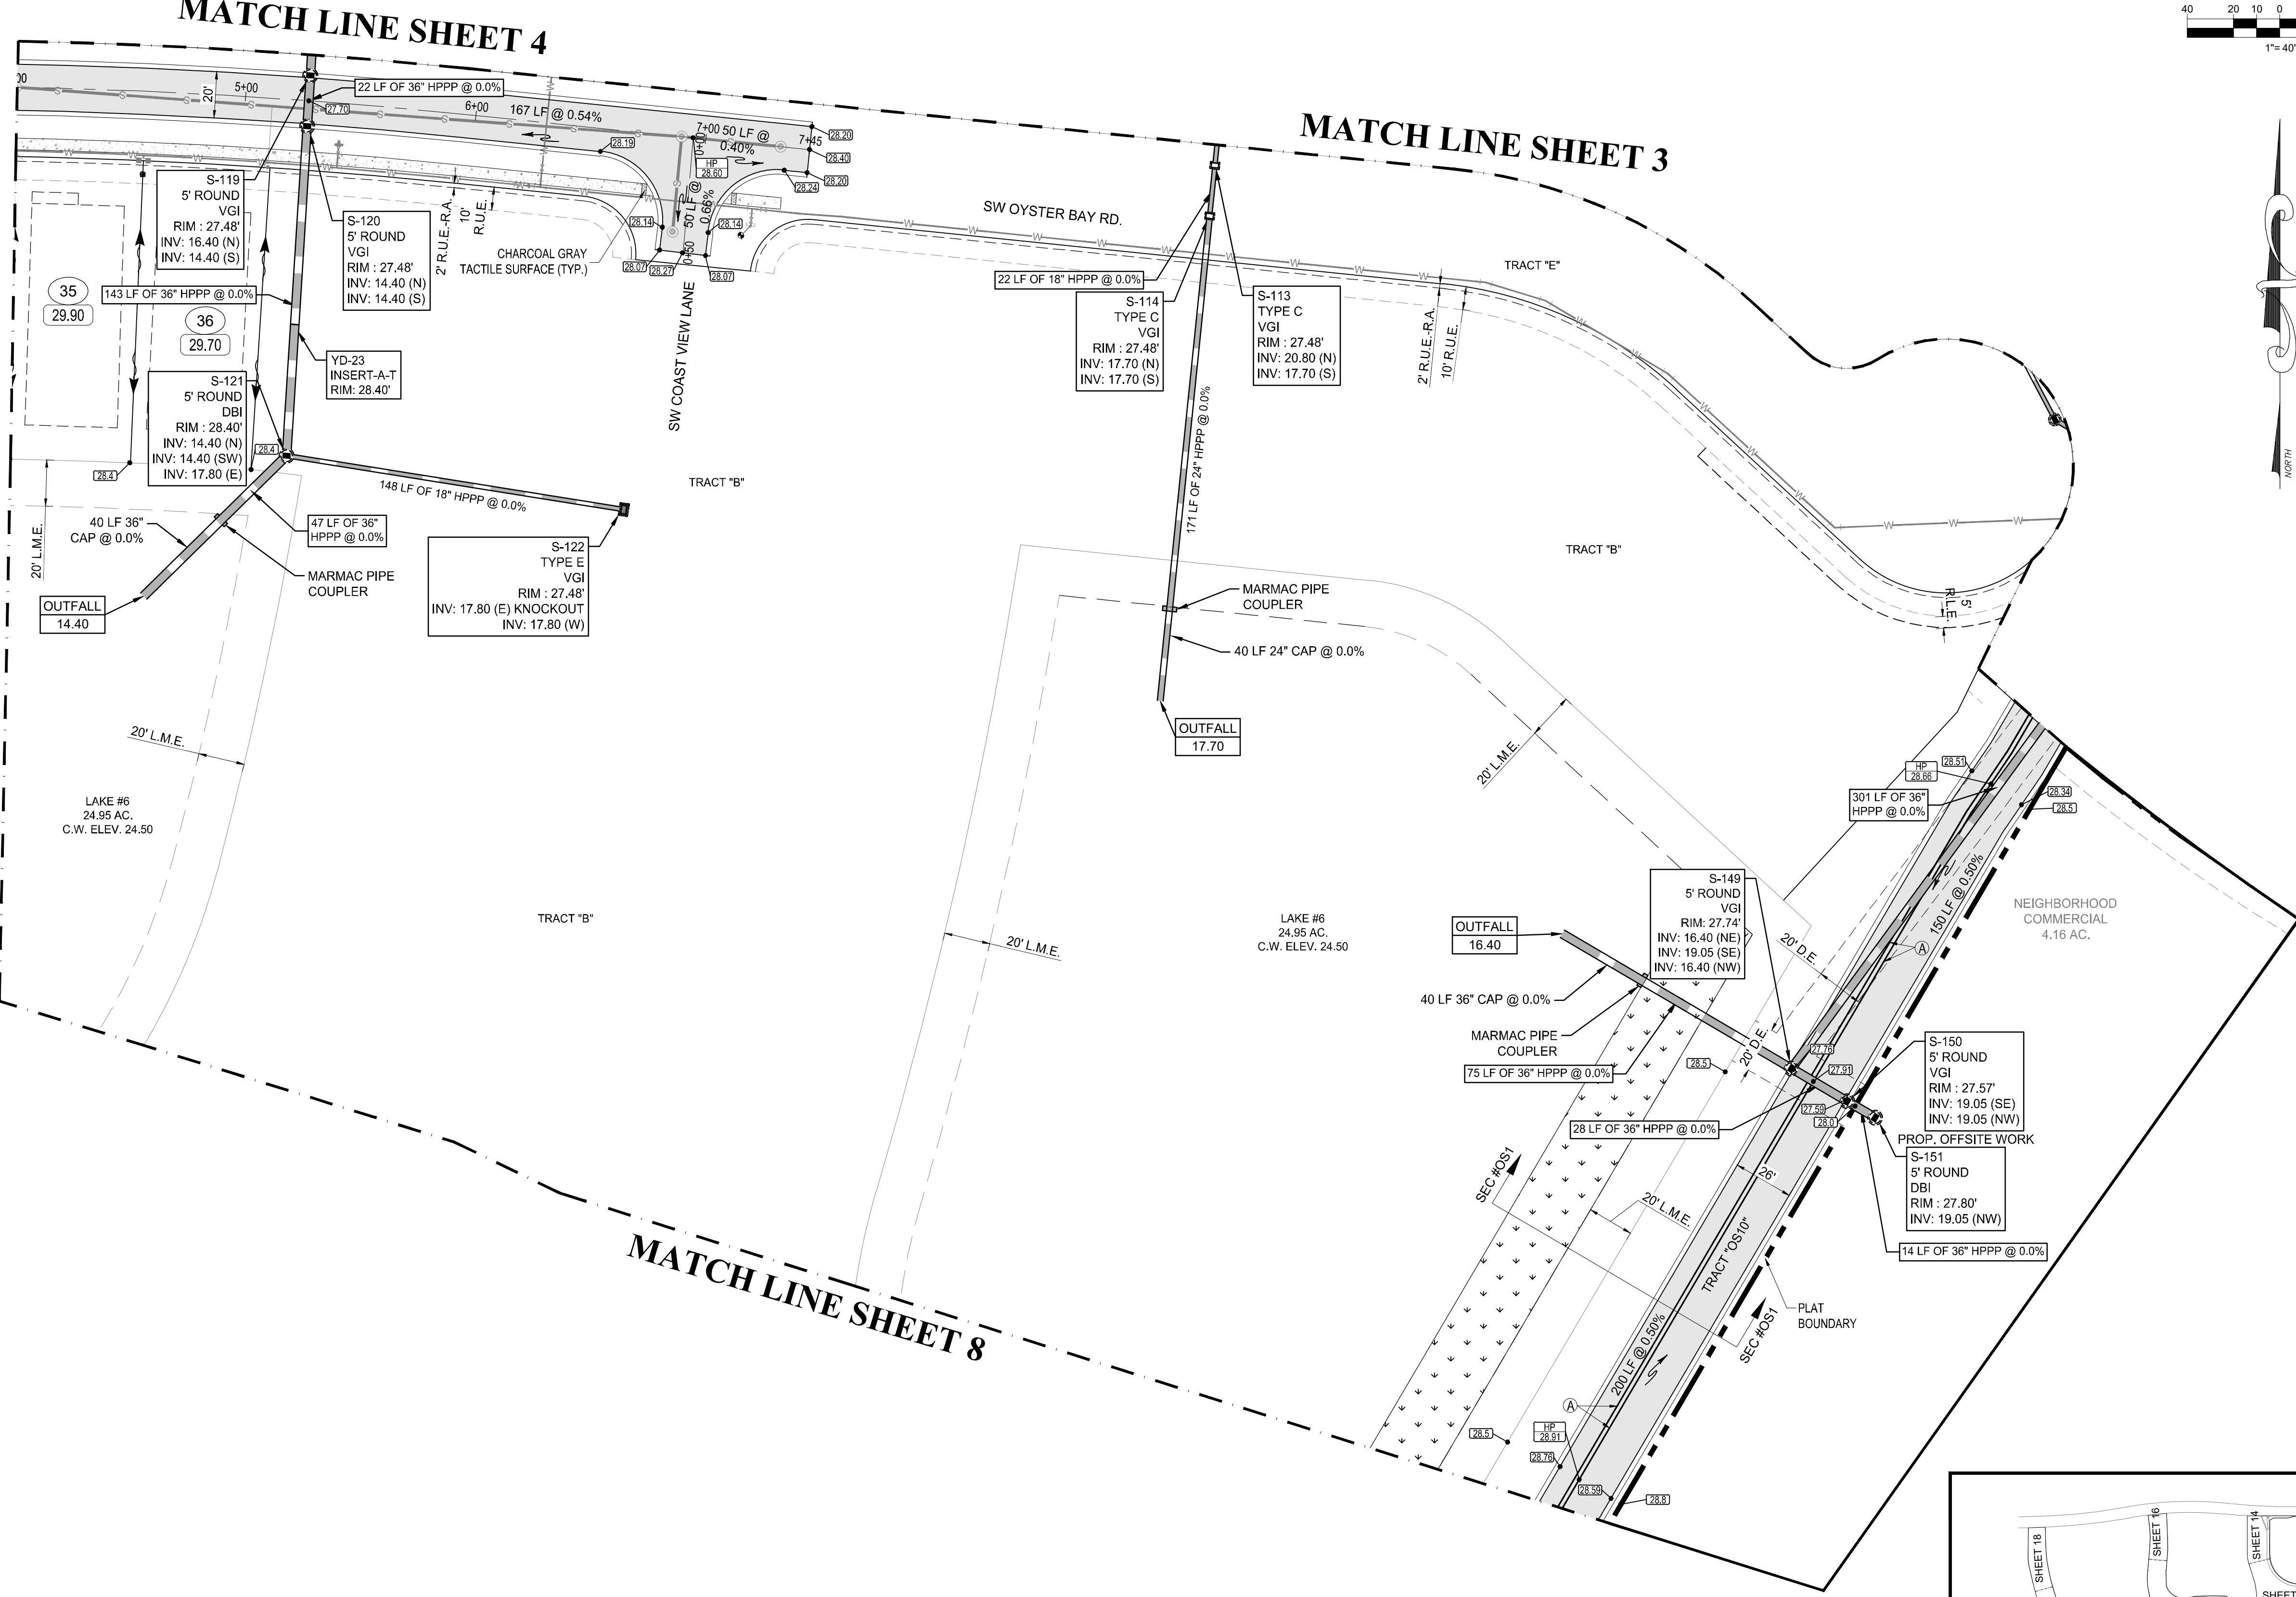 MATCH LINE SHEET 4
40 20 10 0
1"= 40'
NORTH
MATCH LINE SHEET 3
20'
5+00
22 LF OF 36" HPPP @ 0.0%
27.70
6+00
167 LF @ 0.54%
28.19
7+00
50 LF @
0.40%
7+45
28.20
28.40
28.20
28.24
HP
28.60
0+00
50 LF @
0.66%
0+50
28.14
28.14
28.07
28.27
28.07
S-119
5' ROUND
VGI
RIM : 27.48'
INV: 16.40 (N)
INV: 14.40 (S)
S-120
5' ROUND
VGI
RIM : 27.48'
INV: 14.40 (N)
INV: 14.40 (S)
2' R.U.E.-R.A.
10'
R.U.E.
CHARCOAL GRAY
TACTILE SURFACE (TYP.)
SW COAST VIEW LANE
SW OYSTER BAY RD.
TRACT "E"
35
29.90
143 LF OF 36" HPPP @ 0.0%
36
29.70
YD-23
INSERT-A-T
RIM: 28.40'
S-121
5' ROUND
DBI
RIM : 28.40'
INV: 14.40 (N)
INV: 14.40 (SW)
INV: 17.80 (E)
28.4
28.4
20' L.M.E.
148 LF OF 18" HPPP @ 0.0%
40 LF 36"
CAP @ 0.0%
47 LF OF 36"
HPPP @ 0.0%
MARMAC PIPE
COUPLER
OUTFALL
14.40
S-122
TYPE E
VGI
RIM : 27.48'
INV: 17.80 (E) KNOCKOUT
INV: 17.80 (W)
TRACT "B"
22 LF OF 18" HPPP @ 0.0%
S-114
TYPE C
VGI
RIM : 27.48'
INV: 17.70 (N)
INV: 17.70 (S)
S-113
TYPE C
VGI
RIM : 27.48'
INV: 20.80 (N)
INV: 17.70 (S)
171 LF OF 24" HPPP @ 0.0%
2' R.U.E.-R.A.
10' R.U.E.
TRACT "B"
MARMAC PIPE
COUPLER
40 LF 24" CAP @ 0.0%
OUTFALL
17.70
5'
R.L.E.
20' L.M.E.
20' L.M.E.
LAKE #6
24.95 AC.
C.W. ELEV. 24.50
TRACT "B"
20' L.M.E.
LAKE #6
24.95 AC.
C.W. ELEV. 24.50
HP
28.66
28.51
301 LF OF 36"
HPPP @ 0.0%
28.34
28.5
150 LF @ 0.50%
A
NEIGHBORHOOD
COMMERCIAL
4.16 AC.
S-149
5' ROUND
VGI
RIM: 27.74'
INV: 16.40 (NE)
INV: 19.05 (SE)
INV: 16.40 (NW)
OUTFALL
16.40
20' D.E.
40 LF 36" CAP @ 0.0%
MARMAC PIPE
COUPLER
75 LF OF 36" HPPP @ 0.0%
28.5
20' D.E.
27.76
27.91
27.59
28.0
28 LF OF 36" HPPP @ 0.0%
S-150
5' ROUND
VGI
RIM : 27.57'
INV: 19.05 (SE)
INV: 19.05 (NW)
PROP. OFFSITE WORK
S-151
5' ROUND
DBI
RIM : 27.80'
INV: 19.05 (NW)
14 LF OF 36" HPPP @ 0.0%
SEC #OS1
26'
20' L.M.E.
TRACT "OS10"
PLAT
BOUNDARY
SEC #OS1
200 LF @ 0.50%
A
HP
28.91
28.5
28.76
28.59
28.8
MATCH LINE SHEET 8
SHEET 18
SHEET 16
SHEET 14
SHEET